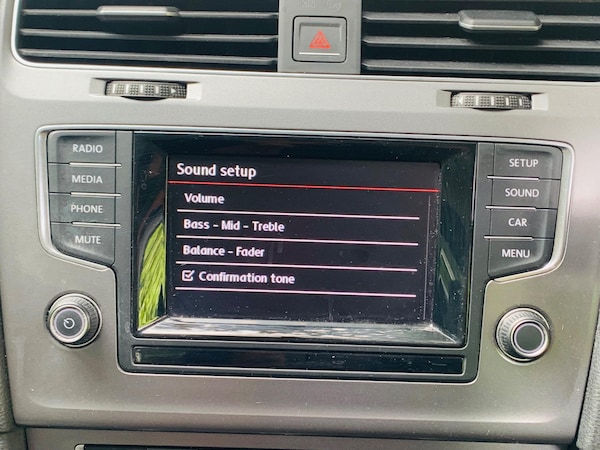 RADIO
MEDIA
PHONE
MUTE
Sound setup
Volume
Bass - Mid - Treble
Balance - Fader
Confirmation tone
SETUP
SOUND
CAR
MENU